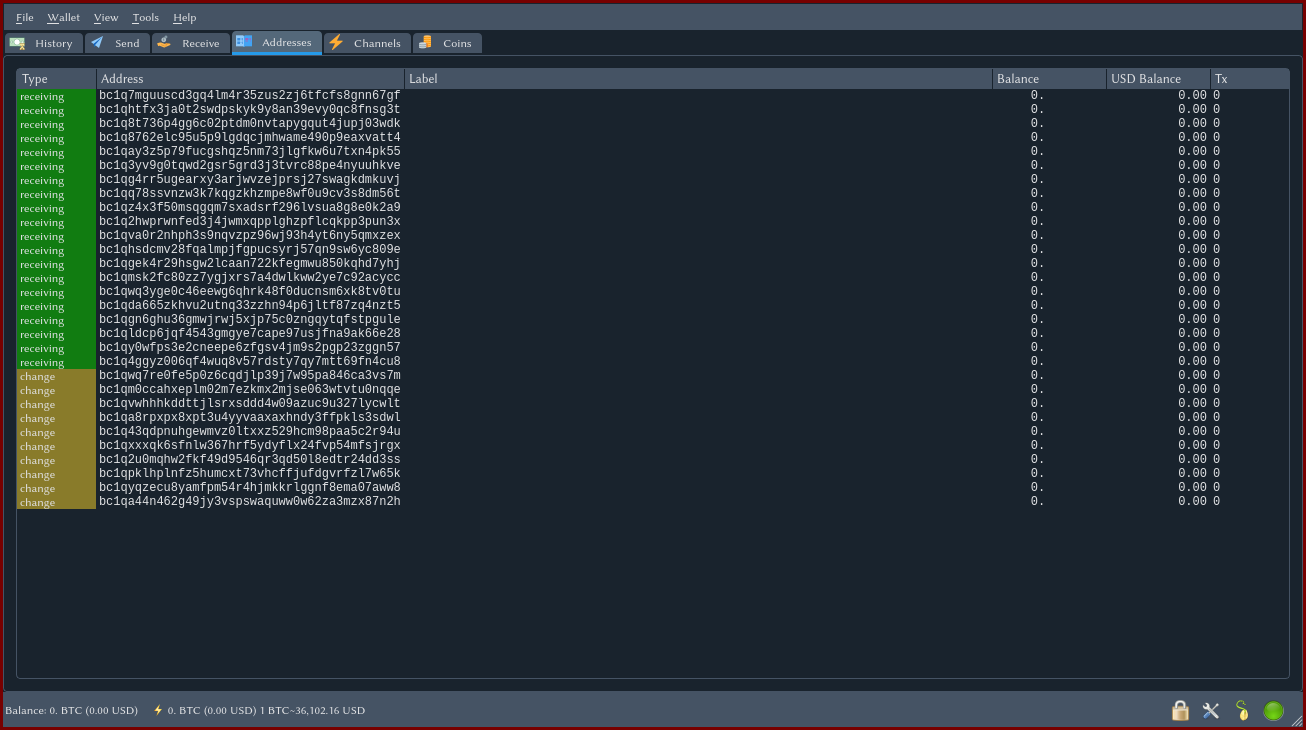 File Wallet View Tools Help
History Send Receive Addresses Channels Coins
Type Address Label Balance USD Balance Tx
receiving bc1q7mguuscd3gq4lm4r35zus2zj6tfcfs8gnn67gf 0. 0.00 0
receiving bc1qhtfx3ja0t2swdpskyk9y8an39evy0qc8fnsg3t 0. 0.00 0
receiving bc1q8t736p4gg6c02ptdm0nvtapygqut4jupj03wdk 0. 0.00 0
receiving bc1q8762elc95u5p9lgdqcjmhwame490p9eaxvatt4 0. 0.00 0
receiving bc1qay3z5p79fucgshqz5nm73jlgfkw6u7txn4pk55 0. 0.00 0
receiving bc1q3yv9g0tqwd2gsr5grd3j3tvrc88pe4nyuuhkve 0. 0.00 0
receiving bc1qg4rr5ugearxy3arjwvzejprsj27swagkdmkuvj 0. 0.00 0
receiving bc1qq78ssvnzw3k7kqgzkhzmpe8wf0u9cv3s8dm56t 0. 0.00 0
receiving bc1qz4x3f50msqgqm7sxadsrf296lvsua8g8e0k2a9 0. 0.00 0
receiving bc1q2hwprwnfed3j4jwmxqpplghzpflcqkpp3pun3x 0. 0.00 0
receiving bc1qva0r2nhph3s9nqvzpz96wj93h4yt6ny5qmxzex 0. 0.00 0
receiving bc1qhsdcmv28fqalmpjfgpucsyrj57qn9sw6yc809e 0. 0.00 0
receiving bc1qgek4r29hsgw2lcaan722kfegmwu850kqhd7yhj 0. 0.00 0
receiving bc1qmsk2fc80zz7ygjxrs7a4dwlkww2ye7c92acycc 0. 0.00 0
receiving bc1qwq3yge0c46eewg6qhrk48f0ducnsm6xk8tv0tu 0. 0.00 0
receiving bc1qda665zkhvu2utnq33zzhn94p6jltf87zq4nzt5 0. 0.00 0
receiving bc1qgn6ghu36gmwjrwj5xjp75c0zngqytqfstpgule 0. 0.00 0
receiving bc1qldcp6jqf4543gmgye7cape97usjfna9ak66e28 0. 0.00 0
receiving bc1qy0wfps3e2cneepe6zfgsv4jm9s2pgp23zggn57 0. 0.00 0
receiving bc1q4ggyz006qf4wuq8v57rdsty7qy7mtt69fn4cu8 0. 0.00 0
change bc1qwq7re0fe5p0z6cqdjlp39j7w95pa846ca3vs7m 0. 0.00 0
change bc1qm0ccahxeplm02m7ezkmx2mjse063wtvtu0nqqe 0. 0.00 0
change bc1qvwhhhkddttjlsrxsddd4w09azuc9u327lycwlt 0. 0.00 0
change bc1qa8rpxpx8xpt3u4yyvaaxaxhndy3ffpkls3sdwl 0. 0.00 0
change bc1q43qdpnuhgewmvz0ltxxz529hcm98paa5c2r94u 0. 0.00 0
change bc1qxxxqk6sfnlw367hrf5ydyflx24fvp54mfsjrgx 0. 0.00 0
change bc1q2u0mqhw2fkf49d9546qr3qd50l8edtr24dd3ss 0. 0.00 0
change bc1qpklhplnfz5humcxt73vhcffjufdgvrfzl7w65k 0. 0.00 0
change bc1qyqzecu8yamfpm54r4hjmkkrlggnf8ema07aww8 0. 0.00 0
change bc1qa44n462g49jy3vspswaquww0w62za3mzx87n2h 0. 0.00 0
Balance: 0. BTC (0.00 USD) 0. BTC (0.00 USD) 1 BTC~36,102.16 USD